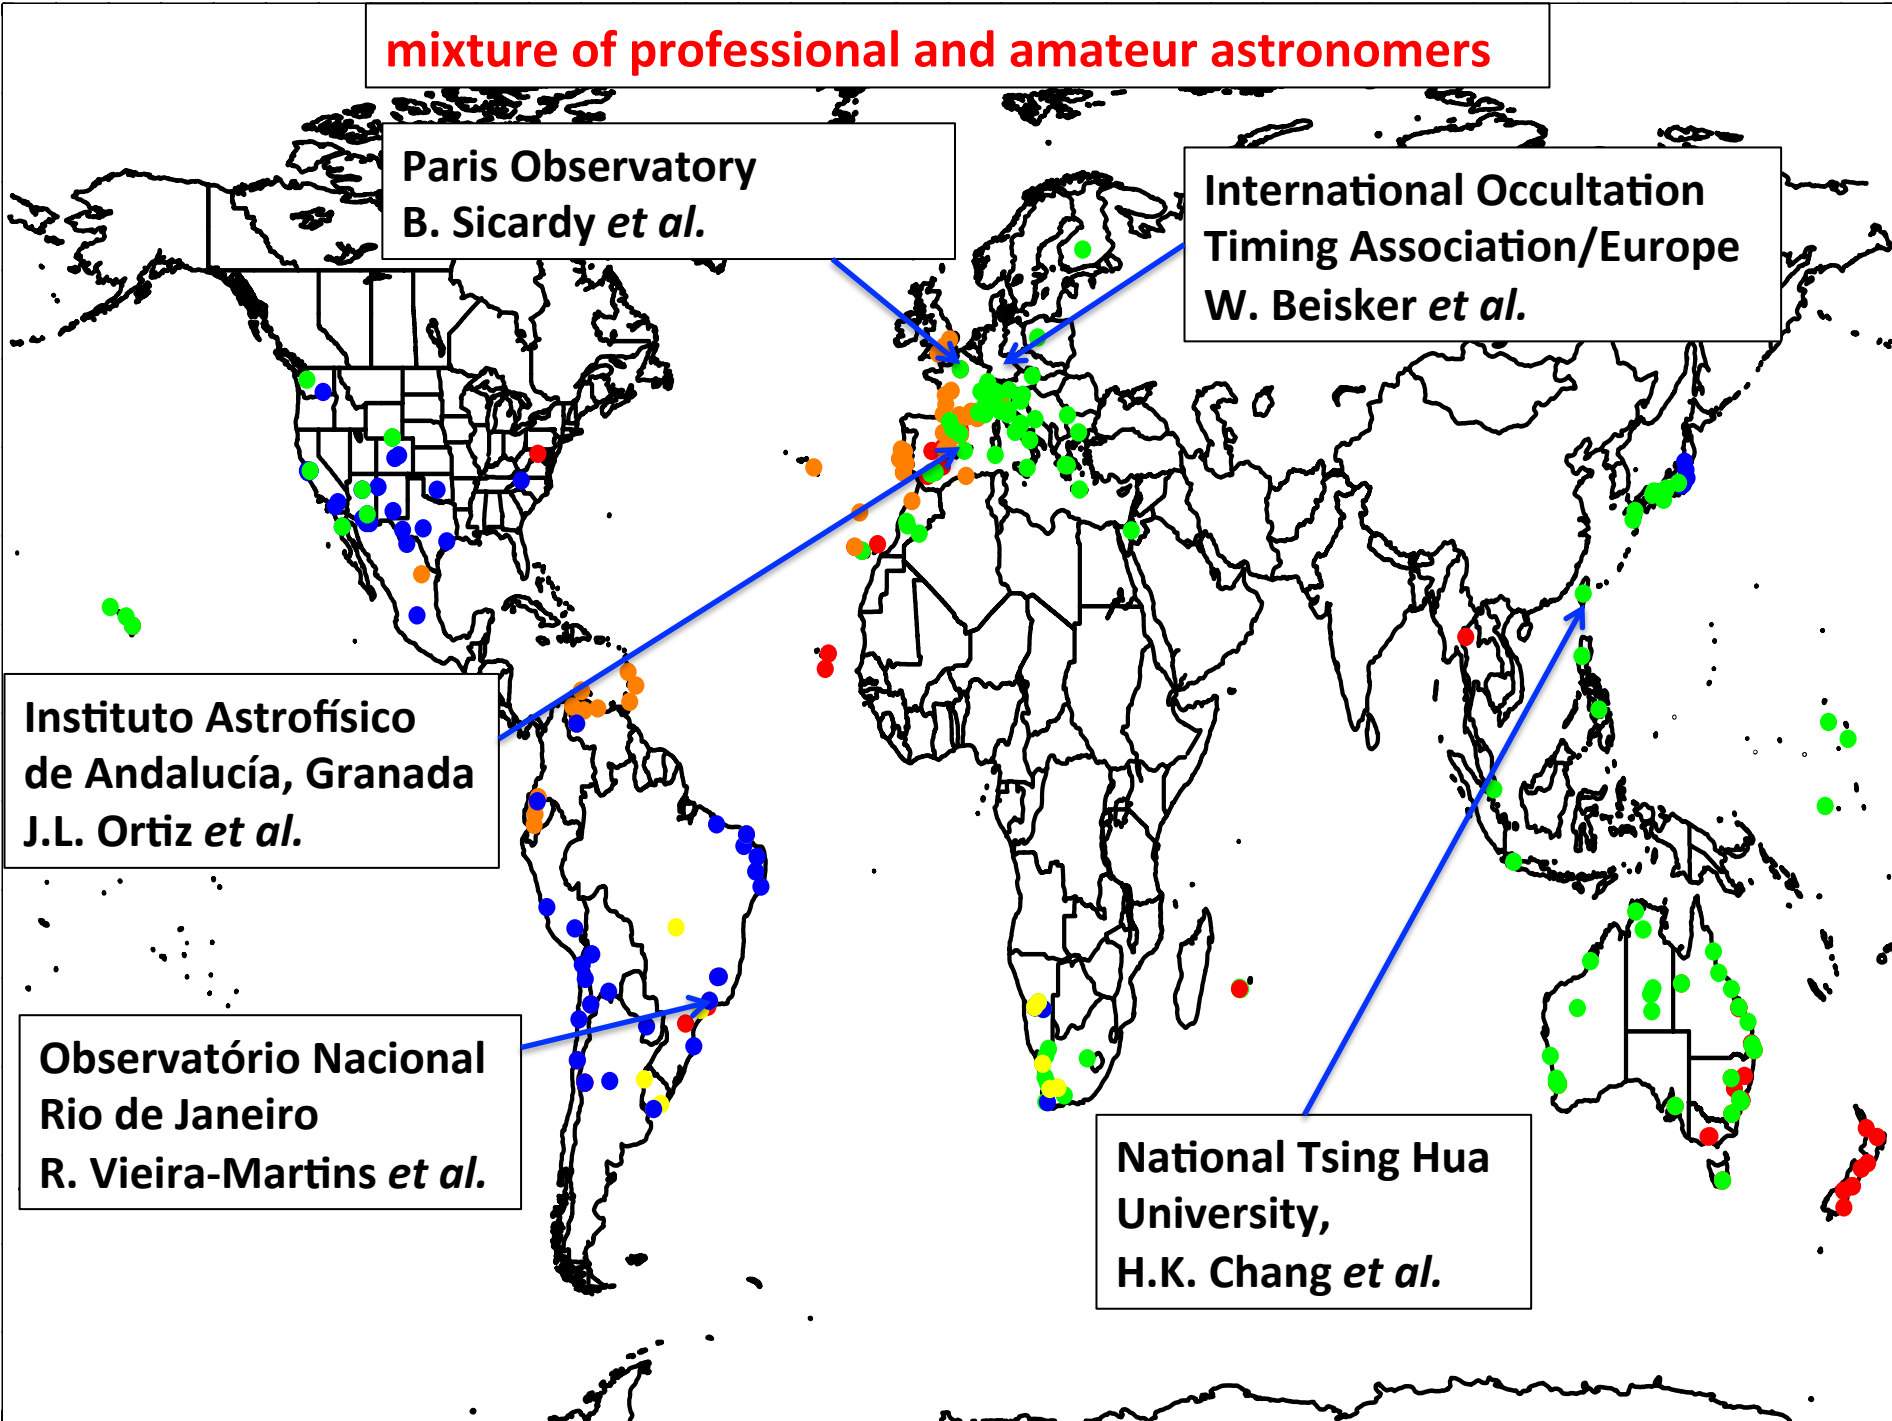 mixture of professional and amateur astronomers
Paris Observatory
B. Sicardy et al.
International Occultation
Timing Association/Europe
W. Beisker et al.
Instituto Astrofísico
de Andalucía, Granada
J.L. Ortiz et al.
Observatório Nacional
Rio de Janeiro
R. Vieira-Martins et al.
National Tsing Hua
University,
H.K. Chang et al.